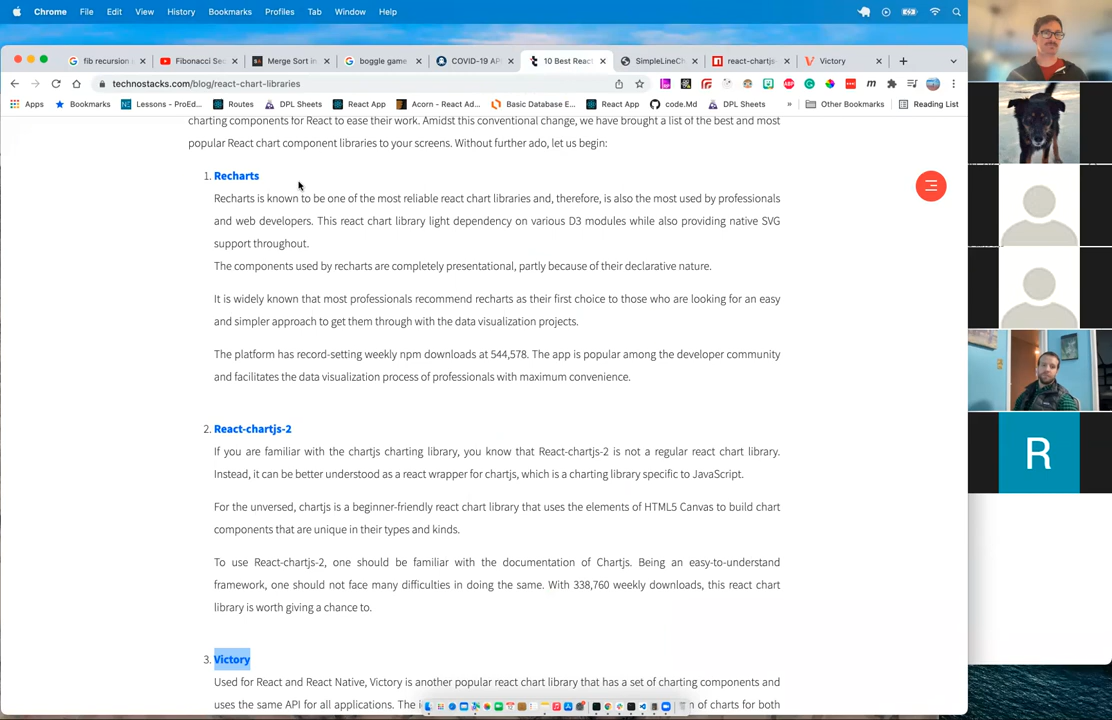 Chrome File Edit View History Bookmarks Profiles Tab Window Help
fib recursion Fibonacci Sec Merge Sort in boggle game COVID-19 AP 10 Best React SimpleLineCh react-chartjs- Victory
technostacks.com/blog/react-chart-libraries
Apps Bookmarks Lessons - ProEd... Routes DPL Sheets React App Acorn - React Ad... Basic Database E... React App code.Md DPL Sheets » Other Bookmarks Reading List
charting components for React to ease their work. Amidst this conventional change, we have brought a list of the best and most
popular React chart component libraries to your screens. Without further ado, let us begin:
1. Recharts
Recharts is known to be one of the most reliable react chart libraries and, therefore, is also the most used by professionals
and web developers. This react chart library light dependency on various D3 modules while also providing native SVG
support throughout.
The components used by recharts are completely presentational, partly because of their declarative nature.
It is widely known that most professionals recommend recharts as their first choice to those who are looking for an easy
and simpler approach to get them through with the data visualization projects.
The platform has record-setting weekly npm downloads at 544,578. The app is popular among the developer community
and facilitates the data visualization process of professionals with maximum convenience.
2. React-chartjs-2
If you are familiar with the chartjs charting library, you know that React-chartjs-2 is not a regular react chart library.
Instead, it can be better understood as a react wrapper for chartjs, which is a charting library specific to JavaScript.
For the unversed, chartjs is a beginner-friendly react chart library that uses the elements of HTML5 Canvas to build chart
components that are unique in their types and kinds.
To use React-chartjs-2, one should be familiar with the documentation of Chartjs. Being an easy-to-understand
framework, one should not face many difficulties in doing the same. With 338,760 weekly downloads, this react chart
library is worth giving a chance to.
3. Victory
Used for React and React Native, Victory is another popular react chart library that has a set of charting components and
uses the same API for all applications. The n of charts for both
R